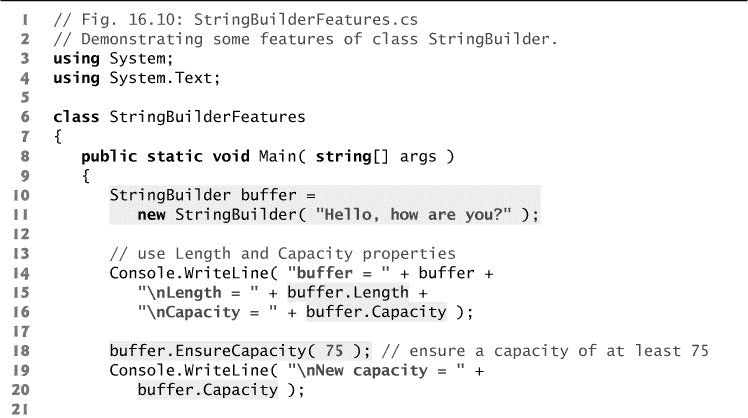 1 // Fig. 16.10: StringBuilderFeatures.cs
2 // Demonstrating some features of class StringBuilder.
3 using System;
4 using System.Text;
5
6 class StringBuilderFeatures
7 {
8    public static void Main( string[] args )
9    {
10       StringBuilder buffer =
11          new StringBuilder( "Hello, how are you?" );
12
13       // use Length and Capacity properties
14       Console.WriteLine( "buffer = " + buffer +
15          "\nLength = " + buffer.Length +
16          "\nCapacity = " + buffer.Capacity );
17
18       buffer.EnsureCapacity( 75 ); // ensure a capacity of at least 75
19       Console.WriteLine( "\nNew capacity = " +
20          buffer.Capacity );
21